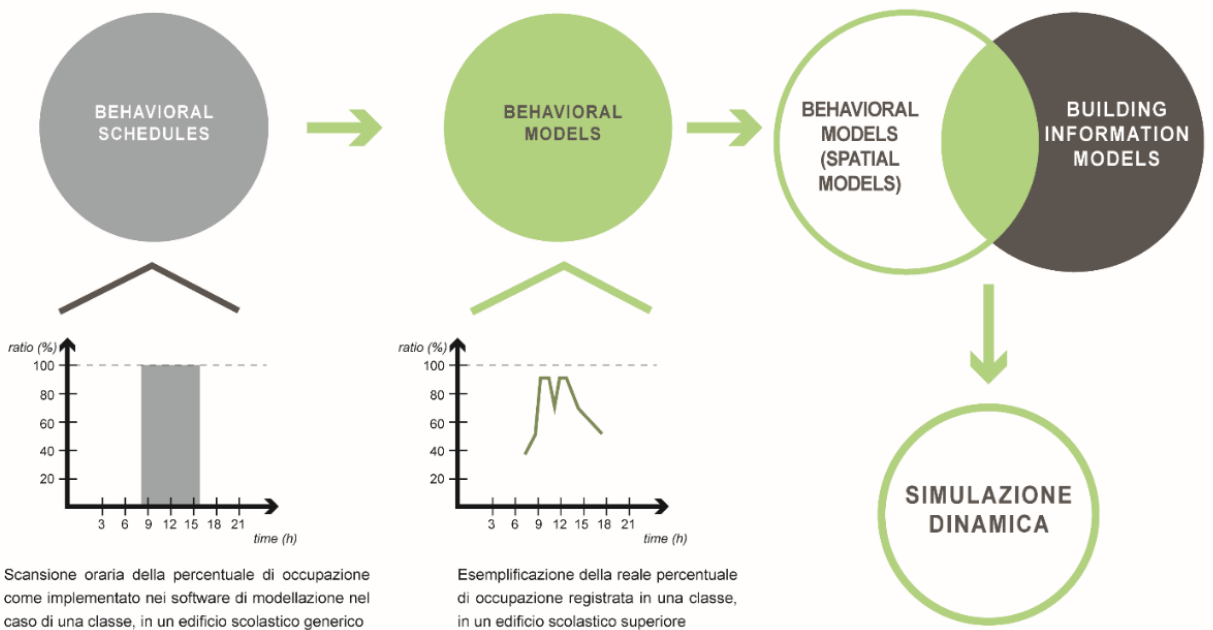 BEHAVIORAL
SCHEDULES
BEHAVIORAL
MODELS
BEHAVIORAL
MODELS
(SPATIAL
MODELS)
BUILDING
INFORMATION
MODELS
ratio (%)
100
80
60
40
20
3 6 9 12 15 18 21
time (h)
ratio (%)
100
80
60
40
20
3 6 9 12 15 18 21
time (h)
SIMULAZIONE
DINAMICA
Scansione oraria della percentuale di occupazione
come implementato nei software di modellazione nel
caso di una classe, in un edificio scolastico generico
Esemplificazione della reale percentuale
di occupazione registrata in una classe,
in un edificio scolastico superiore